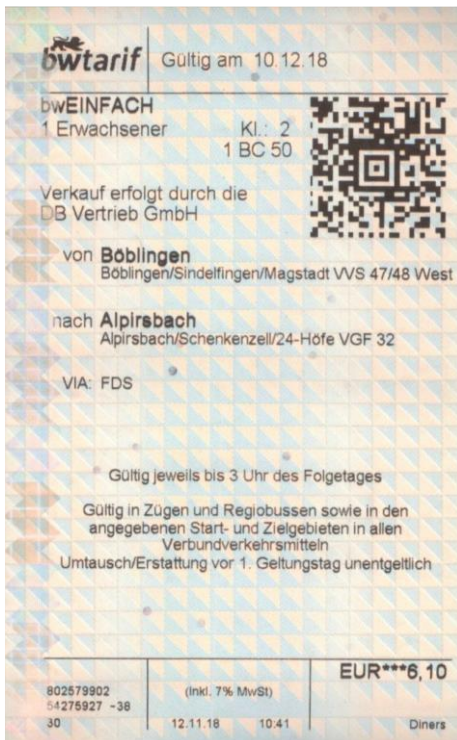 bwtarif
Gültig am 10.12.18
bwEINFACH
1 Erwachsener Kl.: 2
1 BC 50
Verkauf erfolgt durch die
DB Vertrieb GmbH
von Böblingen
Böblingen/Sindelfingen/Magstadt VVS 47/48 West
nach Alpirsbach
Alpirsbach/Schenkenzell/24-Höfe VGF 32
VIA: FDS
Gültig jeweils bis 3 Uhr des Folgetages
Gültig in Zügen und Regiobussen sowie in den
angegebenen Start- und Zielgebieten in allen
Verbundverkehrsmitteln
Umtausch/Erstattung vor 1. Geltungstag unentgeltlich
EUR***6,10
802579902 (Inkl. 7% MwSt)
54275927 -38
30 12.11.18 10:41 Diners